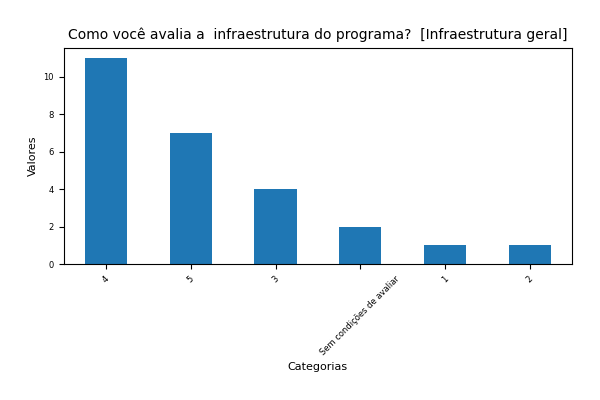 Como você avalia a  infraestrutura do programa?  [Infraestrutura geral]
Valores
10
8
6
4
2
0
4
5
3
Sem condições de avaliar
1
2
Categorias